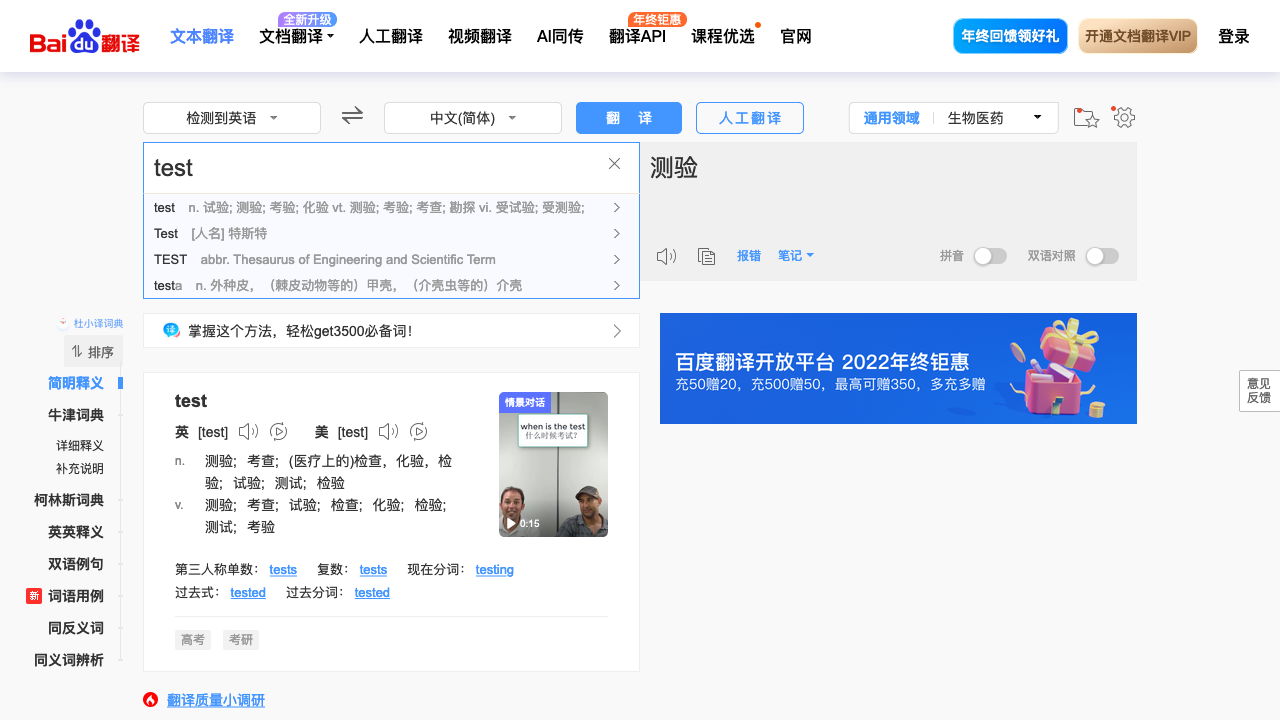 Bai du 翻译
文本翻译
全新升级
文档翻译
人工翻译
视频翻译
AI同传
年终钜惠
翻译API
课程优选
官网
年终回馈领好礼
开通文档翻译VIP
登录
检测到英语
中文(简体)
翻 译
人工翻译
通用领域
生物医药
test
测验
test n. 试验; 测验; 考验; 化验 vt. 测验; 考验; 考查; 勘探 vi. 受试验; 受测验;
Test [人名] 特斯特
TEST abbr. Thesaurus of Engineering and Scientific Term
testa n. 外种皮，（棘皮动物等的）甲壳，（介壳虫等的）介壳
报错
笔记
拼音
双语对照
杜小译词典
排序
简明释义
牛津词典
详细释义
补充说明
柯林斯词典
英英释义
双语例句
新 词语用例
同反义词
同义词辨析
译 掌握这个方法，轻松get3500必备词！
test
英 [test] 美 [test]
n. 测验；考查；(医疗上的)检查，化验，检
验；试验；测试；检验
v. 测验；考查；试验；检查；化验；检验;
测试；考验
情景对话
when is the test
什么时候考试?
0:15
第三人称单数： tests 复数： tests 现在分词： testing
过去式： tested 过去分词： tested
高考 考研
翻译质量小调研
百度翻译开放平台 2022年终钜惠
充50赠20，充500赠50，最高可赠350，多充多赠
意见
反馈